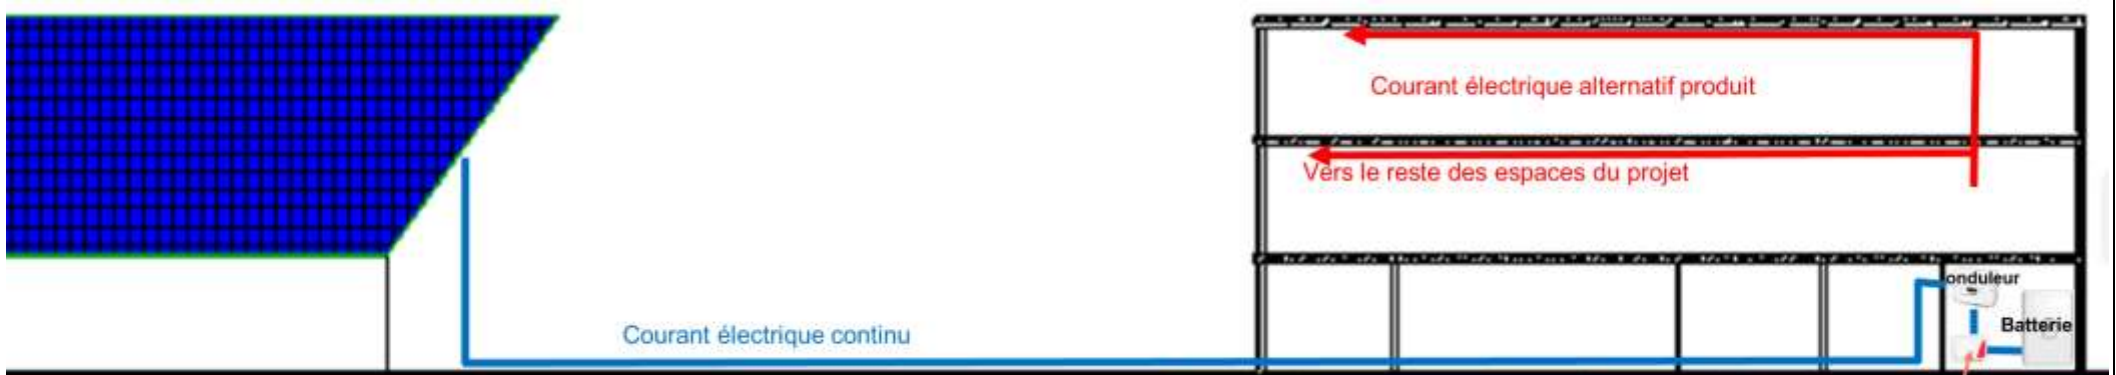 Courant électrique alternatif produit
Vers le reste des espaces du projet
onduleur
Batterie
Courant électrique continu